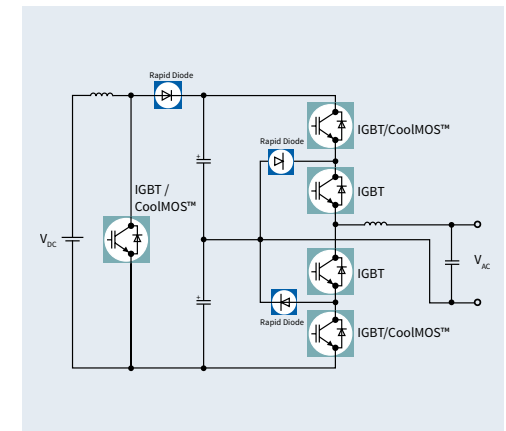 Rapid Diode
IGBT/CoolMOS™
Rapid Diode
IGBT /
CoolMOS™
IGBT
+
V_DC
V_AC
IGBT
+
Rapid Diode
IGBT/CoolMOS™